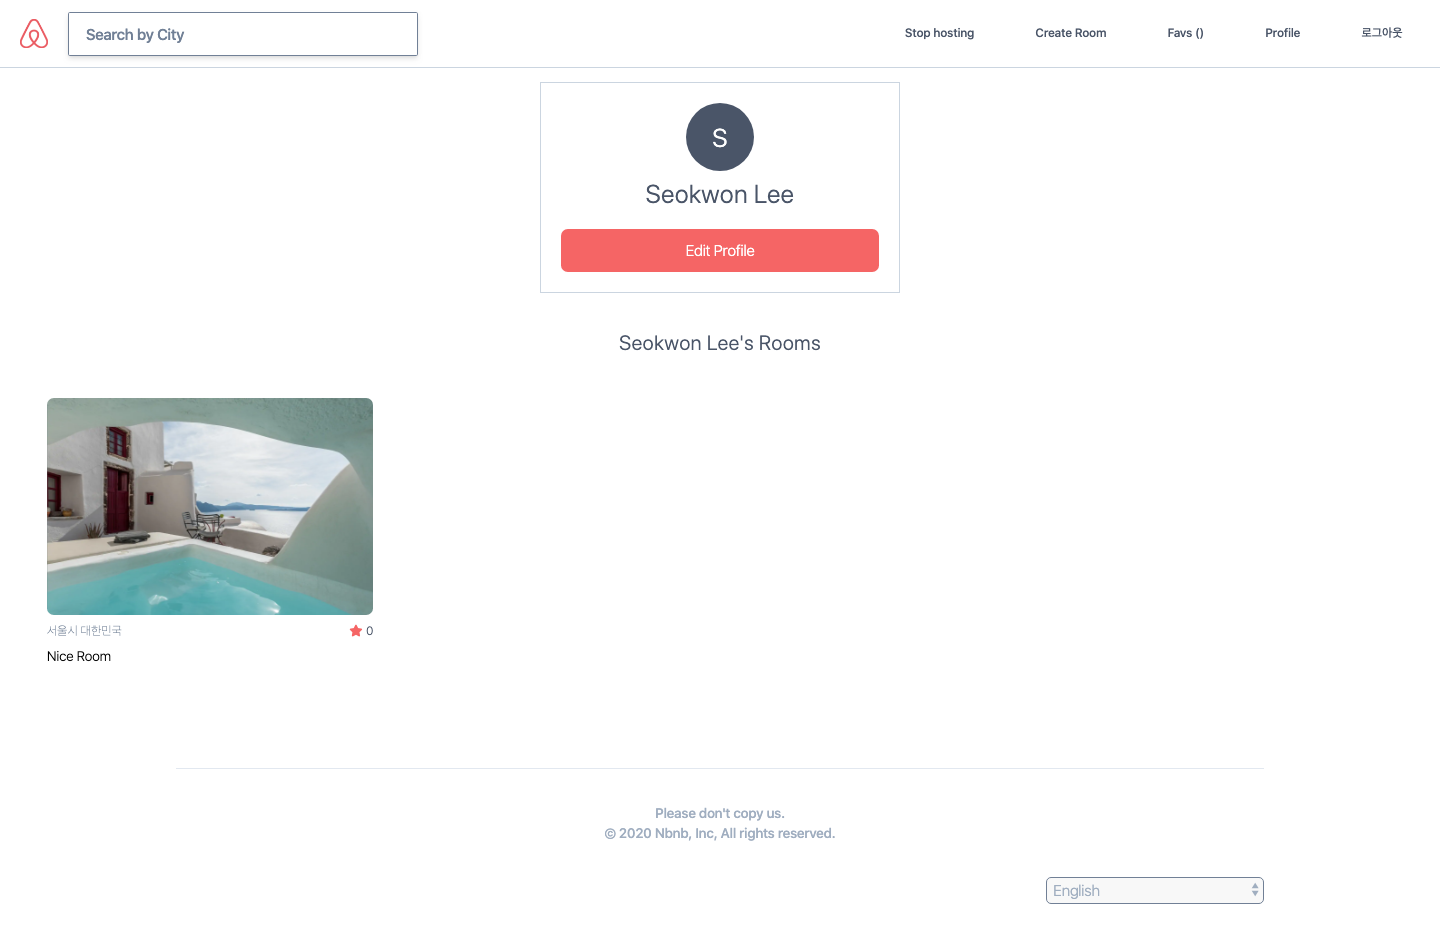 Search by City
Stop hosting
Create Room
Favs ()
Profile
로그아웃
S
Seokwon Lee
Edit Profile
Seokwon Lee's Rooms
서울시 대한민국
0
Nice Room
Please don't copy us.
© 2020 Nbnb, Inc, All rights reserved.
English